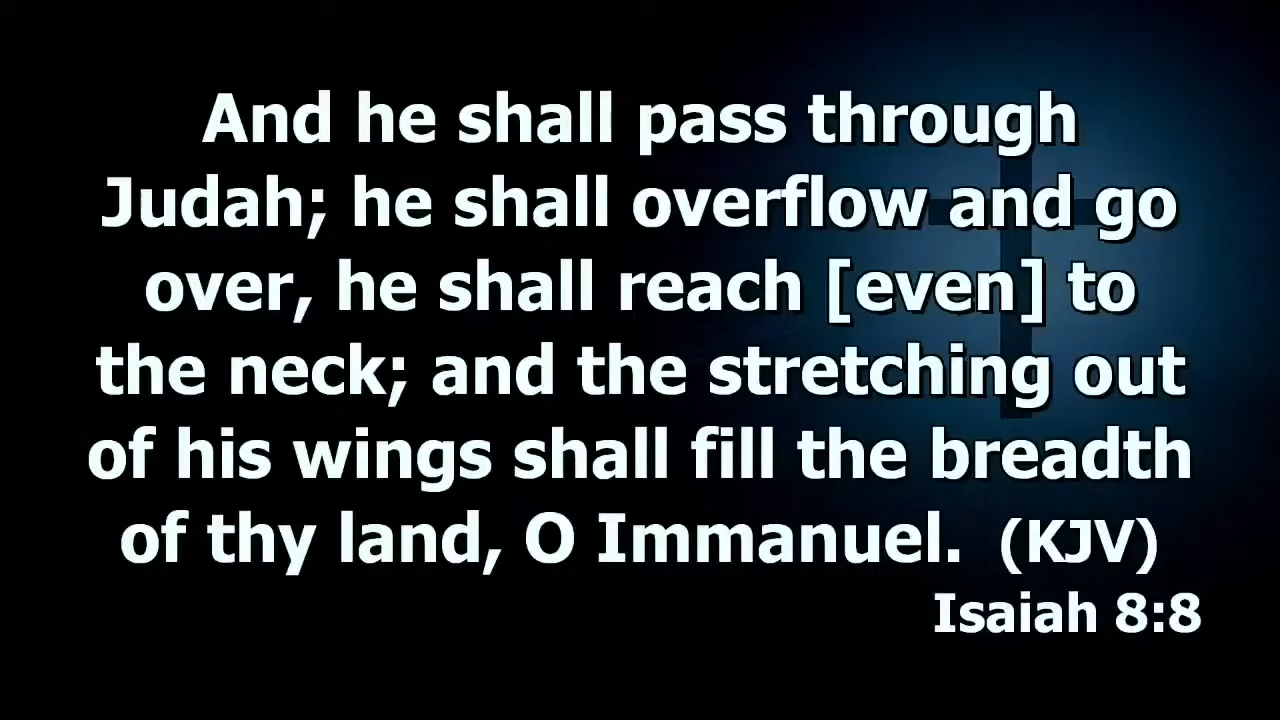 And he shall pass through
Judah; he shall overflow and go
over, he shall reach [even] to
the neck; and the stretching out
of his wings shall fill the breadth
of thy land, O Immanuel. (KJV)
Isaiah 8:8